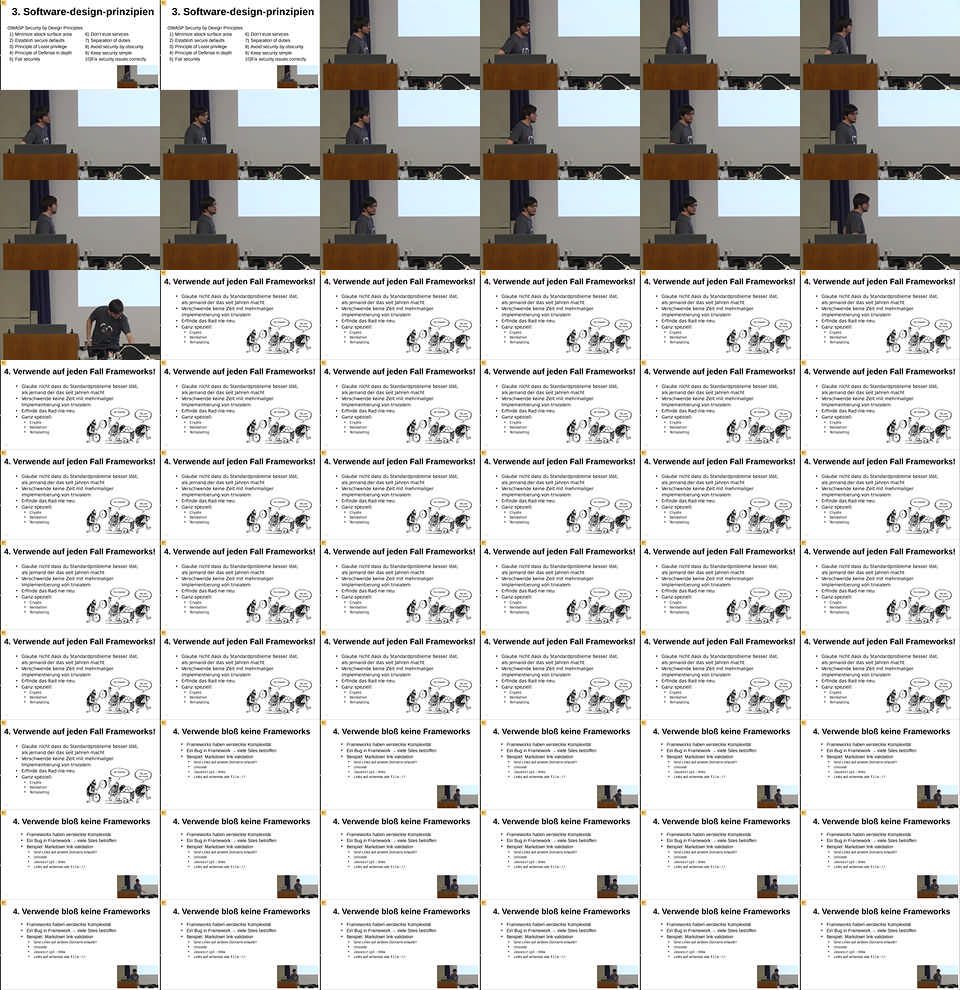 3. Software-design-prinzipien
OWASP Security by Design Principles
1) Minimize attack surface area
2) Establish secure defaults
3) Principle of Least privilege
4) Principle of Defense in depth
5) Fail securely
6) Don't trust services
7) Separation of duties
8) Avoid security by obscurity
9) Keep security simple
10)Fix security issues correctly
4. Verwende auf jeden Fall Frameworks!
Glaube nicht dass du Standardprobleme besser löst,
als jemand der das seit Jahren macht
Verschwende keine Zeit mit mehrmaliger
Implementierung von trivialem
Erfinde das Rad nie neu
Ganz speziell:
Crypto
Validation
Templating
4. Verwende bloß keine Frameworks
Frameworks haben versteckte Komplexität
Ein Bug in Framework → viele Sites betroffen
Beispiel: Markdown link validation
Sind Links auf andere Domains erlaubt?
Unicode
Javascript-links
Links auf schemas wie file://